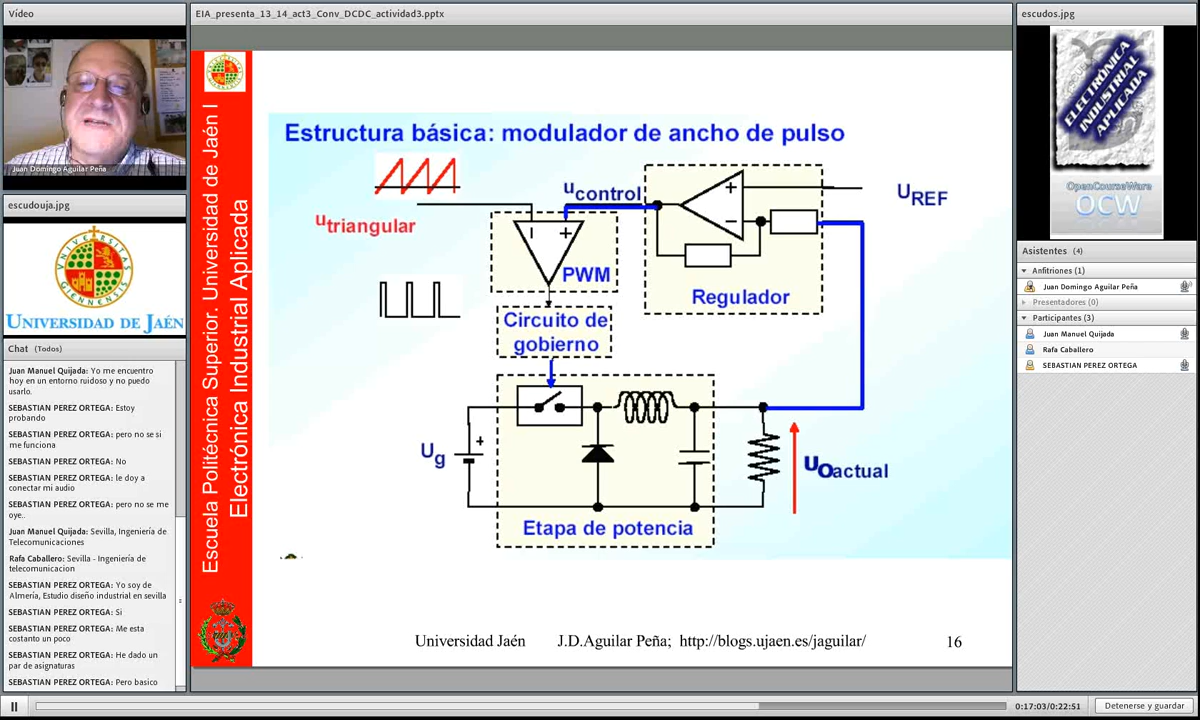 Vídeo
Juan Domingo Aguilar Peña
escudouja.jpg
UNIVERSITAS
GIENNENSIS
UNIVERSIDAD DE JAÉN
Chat (Todos)
Juan Manuel Quijada: Yo me encuentro
hoy en un entorno ruidoso y no puedo
usarlo.
SEBASTIAN PEREZ ORTEGA: Estoy
probando
SEBASTIAN PEREZ ORTEGA: pero no se si
me funciona
SEBASTIAN PEREZ ORTEGA: No
SEBASTIAN PEREZ ORTEGA: le doy a
conectar mi audio
SEBASTIAN PEREZ ORTEGA: pero no se me
oye..
Juan Manuel Quijada: Sevilla, Ingeniería de
Telecomunicaciones
Rafa Caballero: Sevilla - Ingeniería de
telecomunicacion
SEBASTIAN PEREZ ORTEGA: Yo soy de
Almería, Estudio diseño industrial en sevilla
SEBASTIAN PEREZ ORTEGA: Si
SEBASTIAN PEREZ ORTEGA: Me esta
costanto un poco
SEBASTIAN PEREZ ORTEGA: He dado un
par de asignaturas
SEBASTIAN PEREZ ORTEGA: Pero basico
EIA_presenta_13_14_act3_Conv_DCDC_actividad3.pptx
Escuela Politécnica Superior. Universidad de Jaén I
Electrónica Industrial Aplicada
Estructura básica: modulador de ancho de pulso
utriangular
ucontrol
UREF
PWM
Regulador
Circuito de
gobierno
Ug
+
UOactual
Etapa de potencia
Universidad Jaén J.D.Aguilar Peña; http://blogs.ujaen.es/jaguilar/ 16
escudos.jpg
ELECTRÓNICA
INDUSTRIAL
APLICADA
OpenCourseWare
OCW
Asistentes (4)
Anfitriones (1)
Juan Domingo Aguilar Peña
Presentadores (0)
Participantes (3)
Juan Manuel Quijada
Rafa Caballero
SEBASTIAN PEREZ ORTEGA
0:17:03/0:22:51
Detenerse y guardar